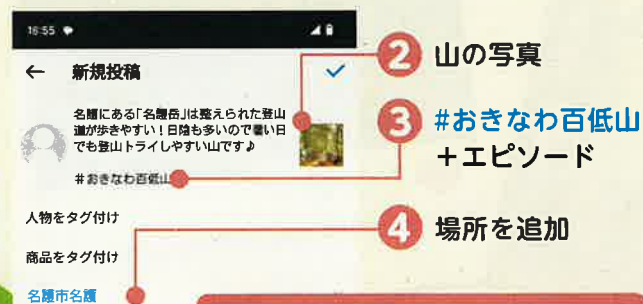 16:55
新規投稿
名護にある「名護岳」は整えられた登山
道が歩きやすい！日陰も多いので暑い日
でも登山トライしやすい山です♪
#おきなわ百低山
人物をタグ付け
商品をタグ付け
名護市名護
2 山の写真
3 #おきなわ百低山
+エピソード
4 場所を追加